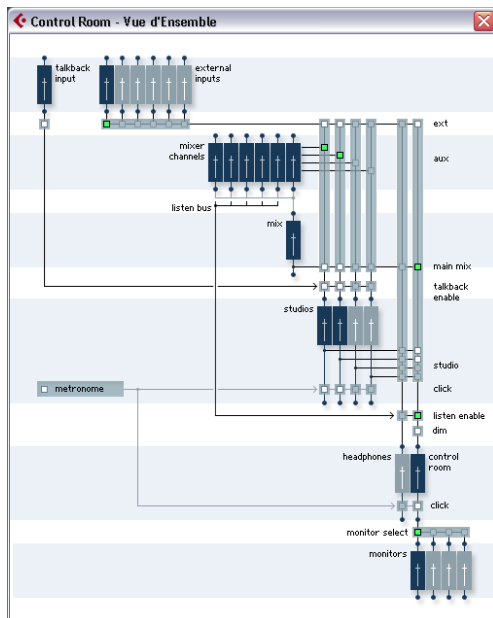 Control Room - Vue d'Ensemble
talkback
input
external
inputs
ext
mixer
channels
aux
listen bus
mix
main mix
talkback
enable
studios
studio
metronome
click
listen enable
dim
headphones
control
room
click
monitor select
monitors